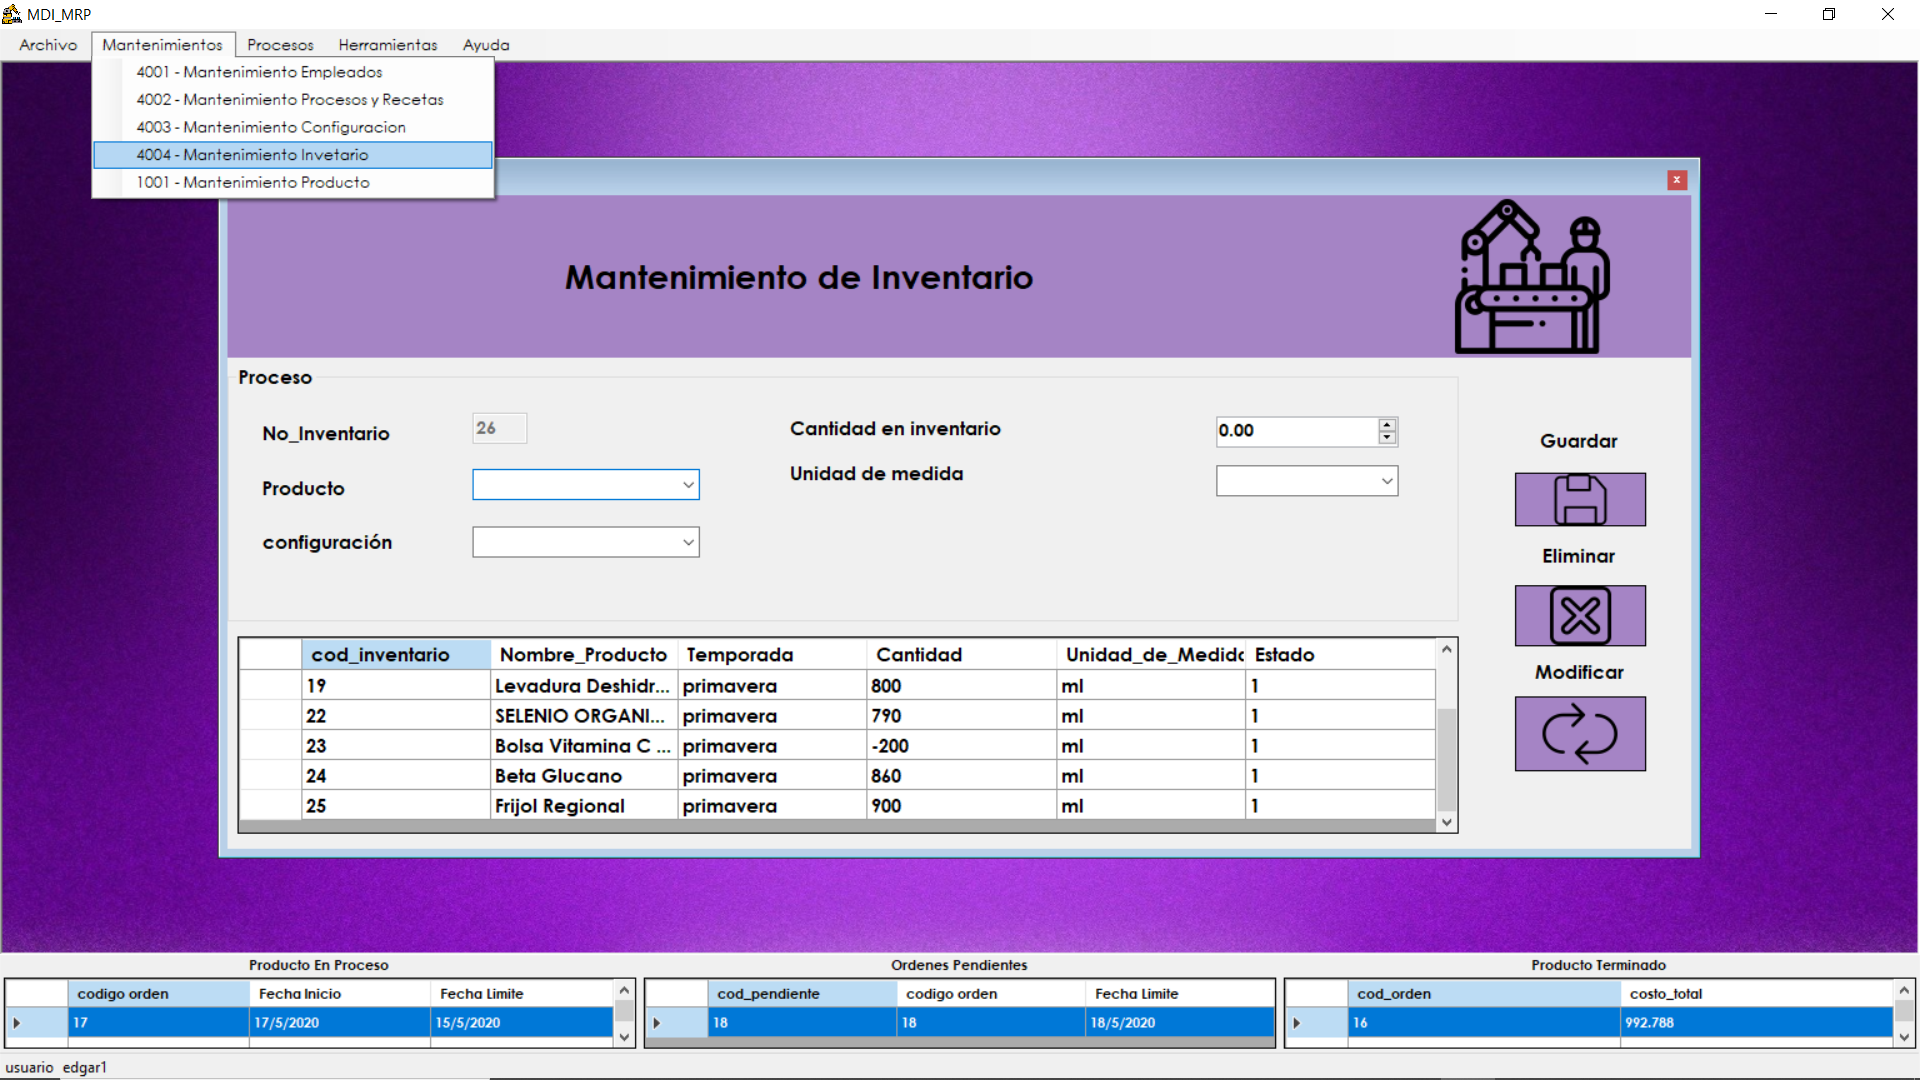 MDI_MRP
Archivo Mantenimientos Procesos Herramientas Ayuda
4001 - Mantenimiento Empleados
4002 - Mantenimiento Procesos y Recetas
4003 - Mantenimiento Configuracion
4004 - Mantenimiento Invetario
1001 - Mantenimiento Producto
Mantenimiento de Inventario
Proceso
No_Inventario 26 Cantidad en inventario 0.00
Producto Unidad de medida
configuración
Guardar
Eliminar
Modificar
cod_inventario Nombre_Producto Temporada Cantidad Unidad_de_Medida Estado
19 Levadura Deshidr... primavera 800 ml 1
22 SELENIO ORGANI... primavera 790 ml 1
23 Bolsa Vitamina C ... primavera -200 ml 1
24 Beta Glucano primavera 860 ml 1
25 Frijol Regional primavera 900 ml 1
Producto En Proceso
codigo orden Fecha Inicio Fecha Limite
17 17/5/2020 15/5/2020
Ordenes Pendientes
cod_pendiente codigo orden Fecha Limite
18 18 18/5/2020
Producto Terminado
cod_orden costo_total
16 992.788
usuario edgar1